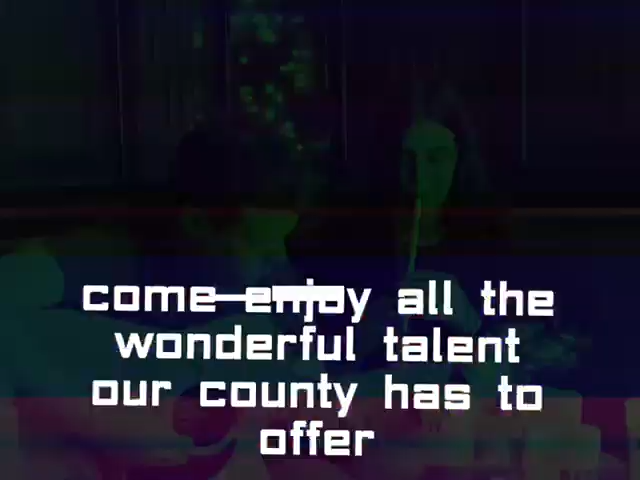 come enjoy all the
wonderful talent
our county has to
offer